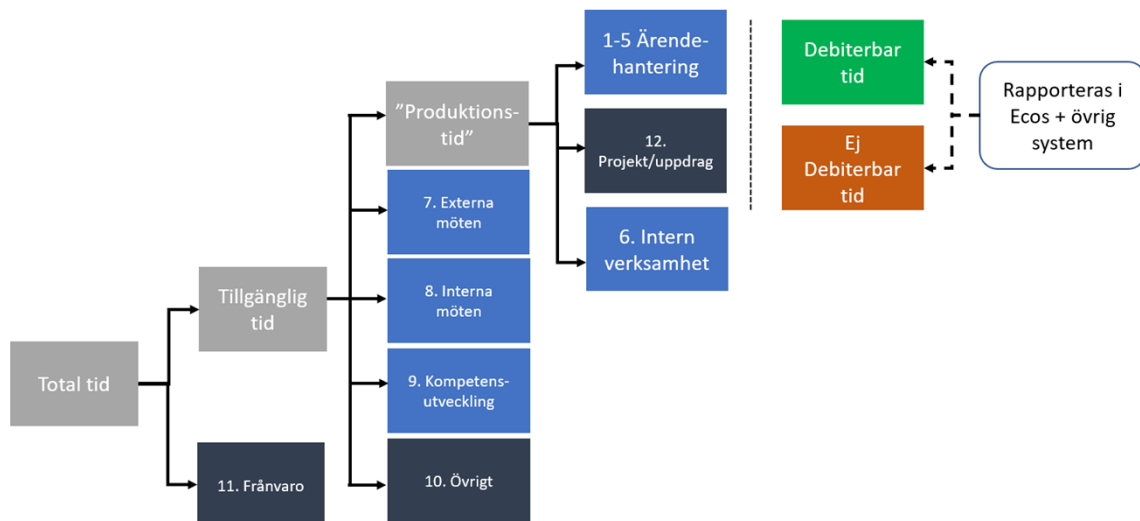 Total tid
Tillgänglig
tid
11. Frånvaro
”Produktions-
tid”
7. Externa
möten
8. Interna
möten
9. Kompetens-
utveckling
10. Övrigt
1-5 Ärende-
hantering
12.
Projekt/uppdrag
6. Intern
verksamhet
Debiterbar
tid
Ej
Debiterbar
tid
Rapporteras i
Ecos + övrig
system